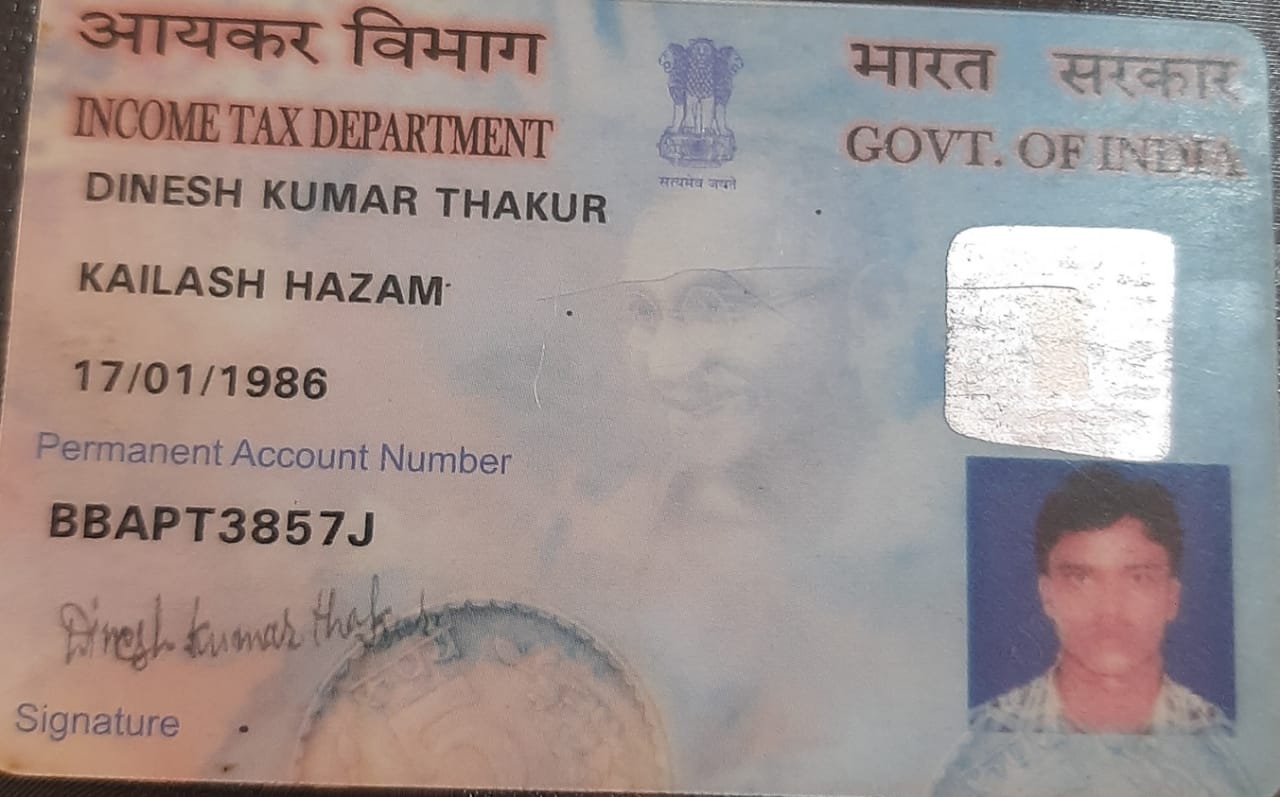 आयकर विभाग
INCOME TAX DEPARTMENT
भारत सरकार
GOVT. OF INDIA
सत्यमेव जयते
DINESH KUMAR THAKUR
KAILASH HAZAM
17/01/1986
Permanent Account Number
BBAPT3857J
Dinesh kumar thakur
Signature